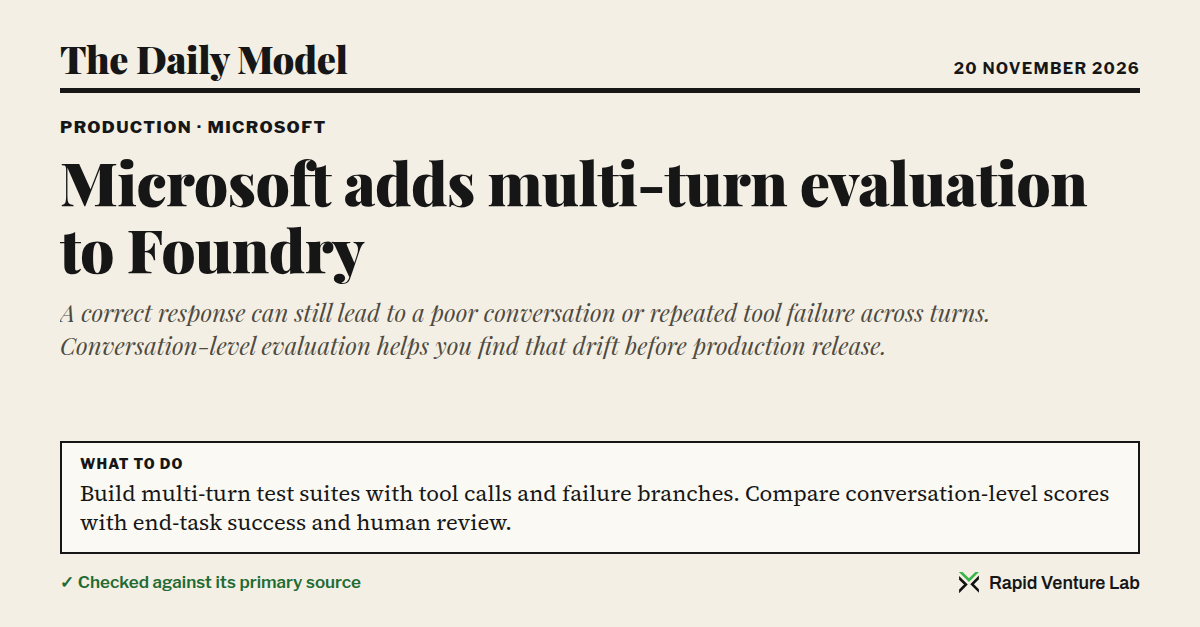 The Daily Model
20 NOVEMBER 2026
PRODUCTION · MICROSOFT
Microsoft adds multi-turn evaluation
to Foundry
A correct response can still lead to a poor conversation or repeated tool failure across turns.
Conversation-level evaluation helps you find that drift before production release.
WHAT TO DO
Build multi-turn test suites with tool calls and failure branches. Compare conversation-level scores
with end-task success and human review.
✓ Checked against its primary source
Rapid Venture Lab